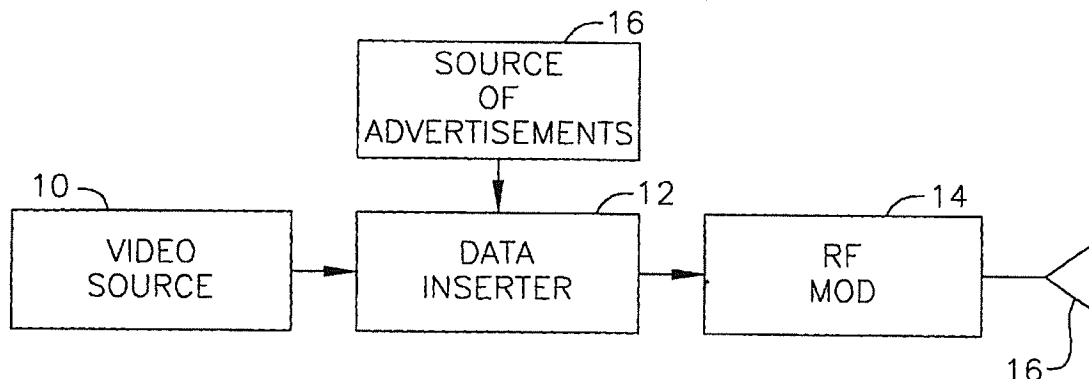 16
SOURCE
OF
ADVERTISEMENTS
10
12
14
VIDEO
SOURCE
DATA
INSERTER
RF
MOD
16